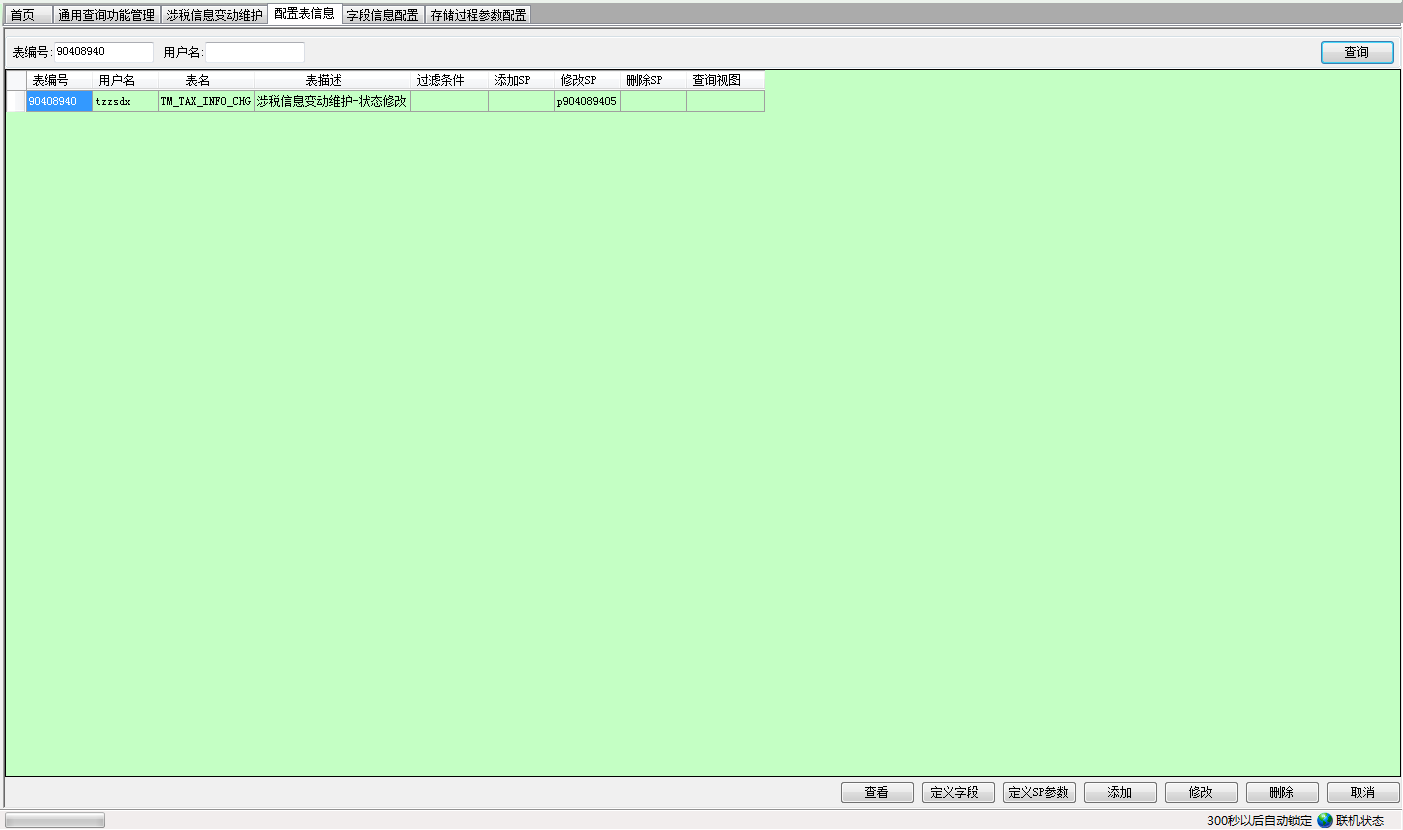 首页 通用查询功能管理 涉税信息变动维护 配置表信息 字段信息配置 存储过程参数配置
表编号: 90408940 用户名: 查询
表编号 用户名 表名 表描述 过滤条件 添加SP 修改SP 删除SP 查询视图
90408940 tzzsdx TM_TAX_INFO_CHG 涉税信息变动维护-状态修改 p904089405
查看 定义字段 定义SP参数 添加 修改 删除 取消
300秒以后自动锁定 联机状态